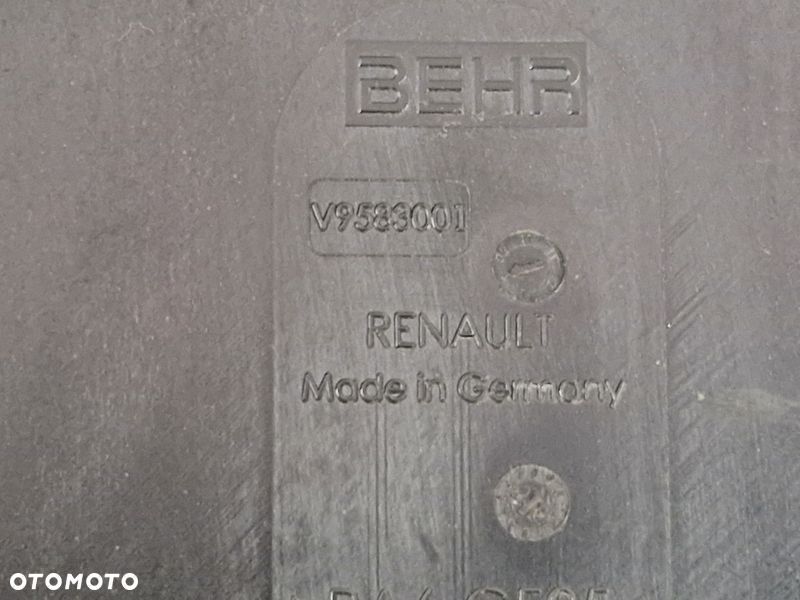 BEHR
V9583001
RENAULT
Made in Germany
OTOMOTO